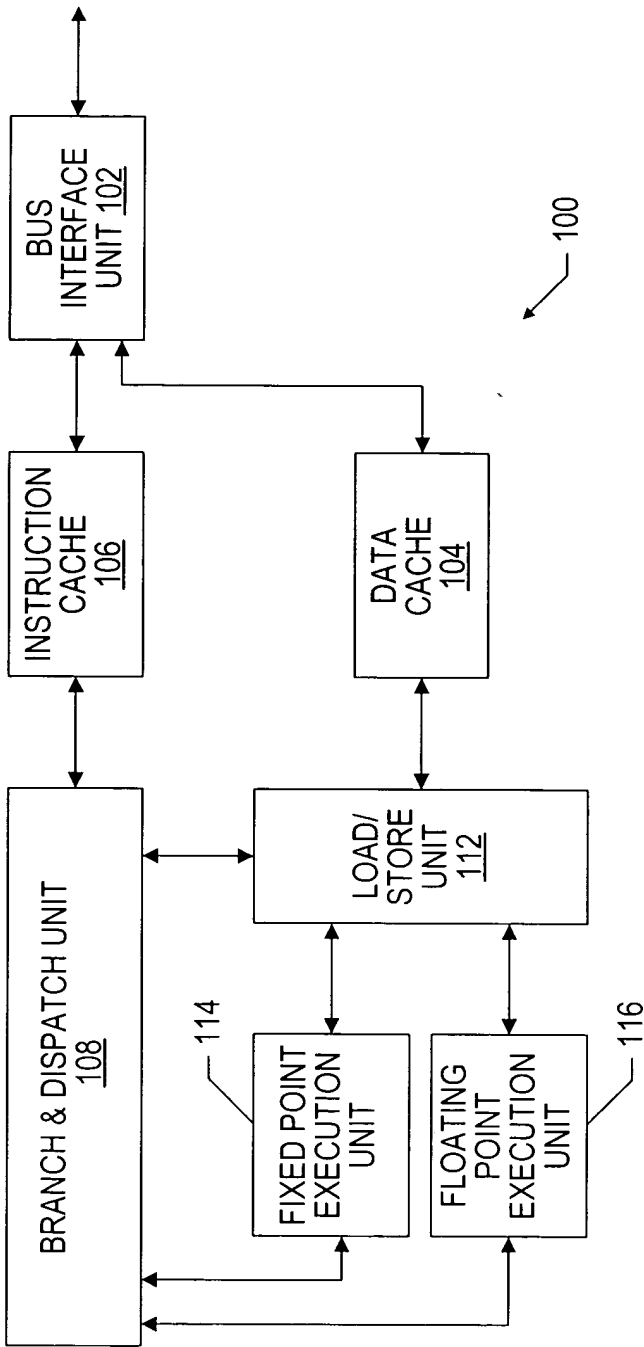 BRANCH & DISPATCH UNIT
108
INSTRUCTION
CACHE
106
BUS
INTERFACE
UNIT 102
114
FIXED POINT
EXECUTION
UNIT
LOAD/
STORE
UNIT
112
DATA
CACHE
104
FLOATING
POINT
EXECUTION
UNIT
116
100